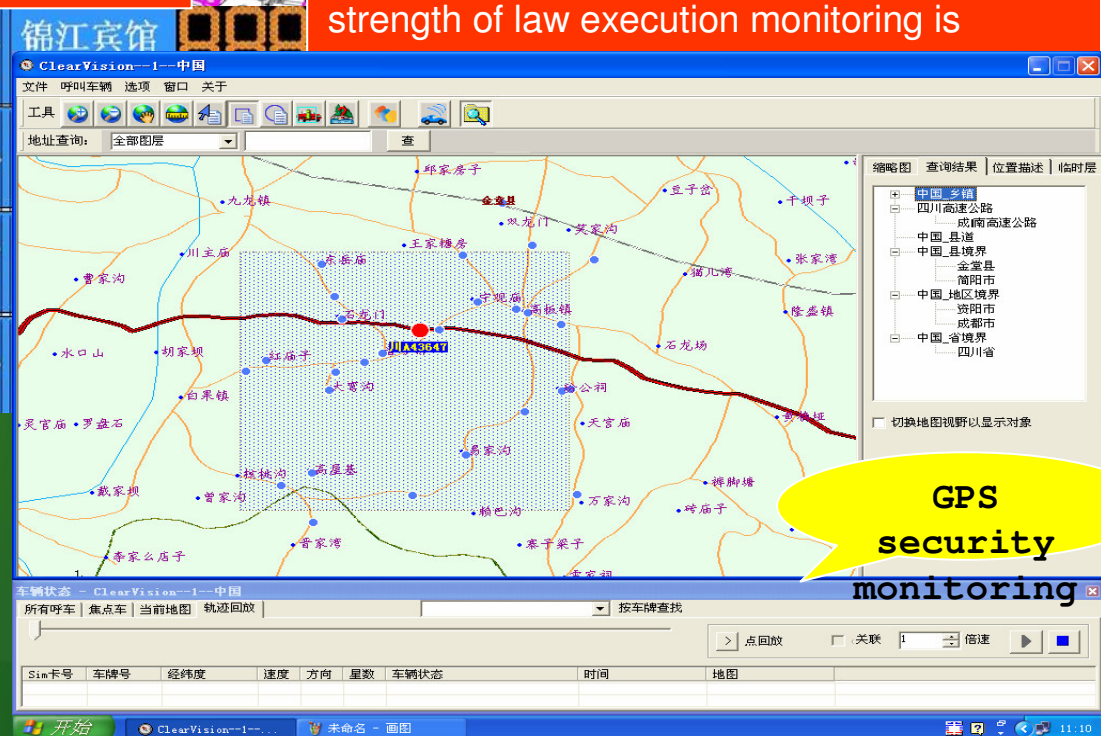 strength of law execution monitoring is
锦江宾馆
ClearVision--1--中国
文件 呼叫车辆 选项 窗口 关于
工具
地址查询: 全部图层 查
缩略图 查询结果 位置描述 临时层
中国_乡镇
四川高速公路
成南高速公路
中国_县道
中国_县境界
金堂县
简阳市
中国_地区境界
资阳市
成都市
中国_省境界
四川省
切换地图视野以显示对象
邱家房子
豆子岔
九龙镇
金堂县
干坝子
双龙门
笑家沟
川主庙
王家糖房
东岳庙
张家湾
猫儿湾
曹家沟
宇观庙
高板镇
隆盛镇
石龙门
川A43647
水口山
胡家坝
红庙子
石龙场
大弯沟
白果镇
灵官庙
罗盘石
天宫庙
易家沟
核桃沟
高屋基
裤脚塘
戴家坝
曾家沟
赖巴沟
万家沟
砖庙子
音家湾
寨子梁子
李家么店子
1.
GPS
security
monitoring
车辆状态 - ClearVision--1--中国
所有呼车 焦点车 当前地图 轨迹回放 按车牌查找
> 点回放 关联 1 倍速
Sim卡号 车牌号 经纬度 速度 方向 星数 车辆状态 时间 地图
开始 ClearVision--1--... 未命名 - 画图 11:10